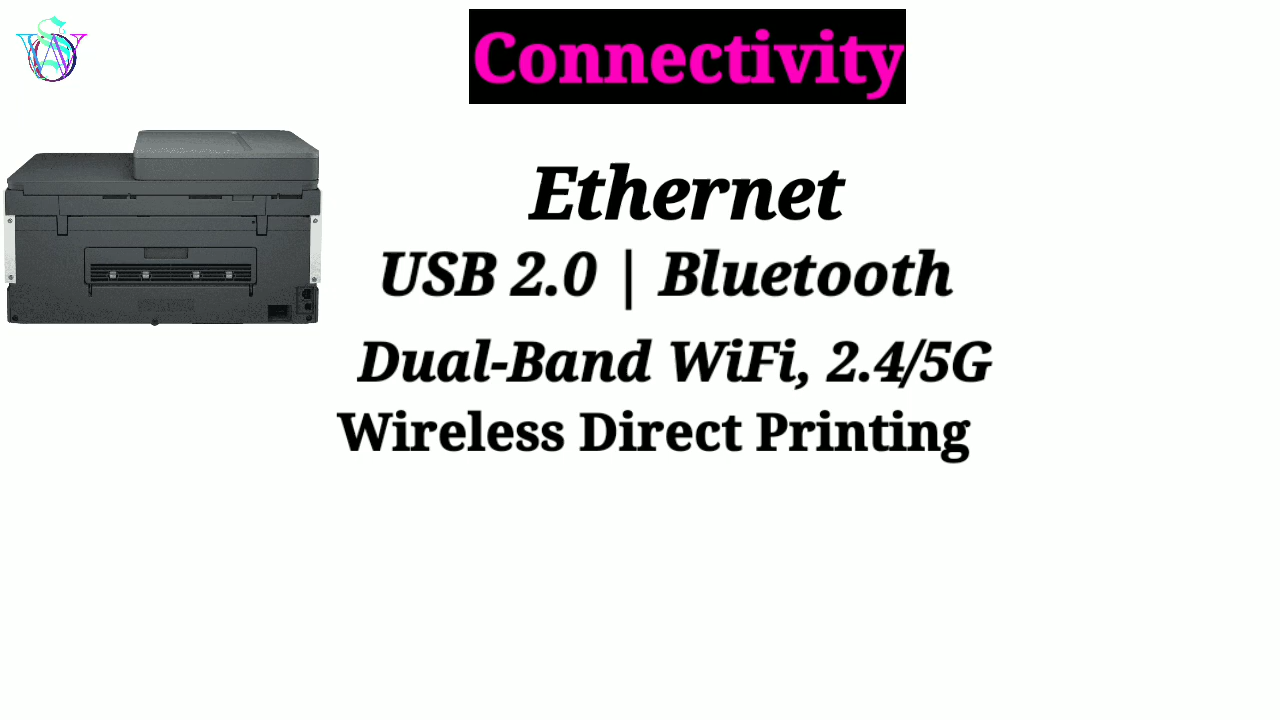 Connectivity
Ethernet
USB 2.0 | Bluetooth
Dual-Band WiFi, 2.4/5G
Wireless Direct Printing